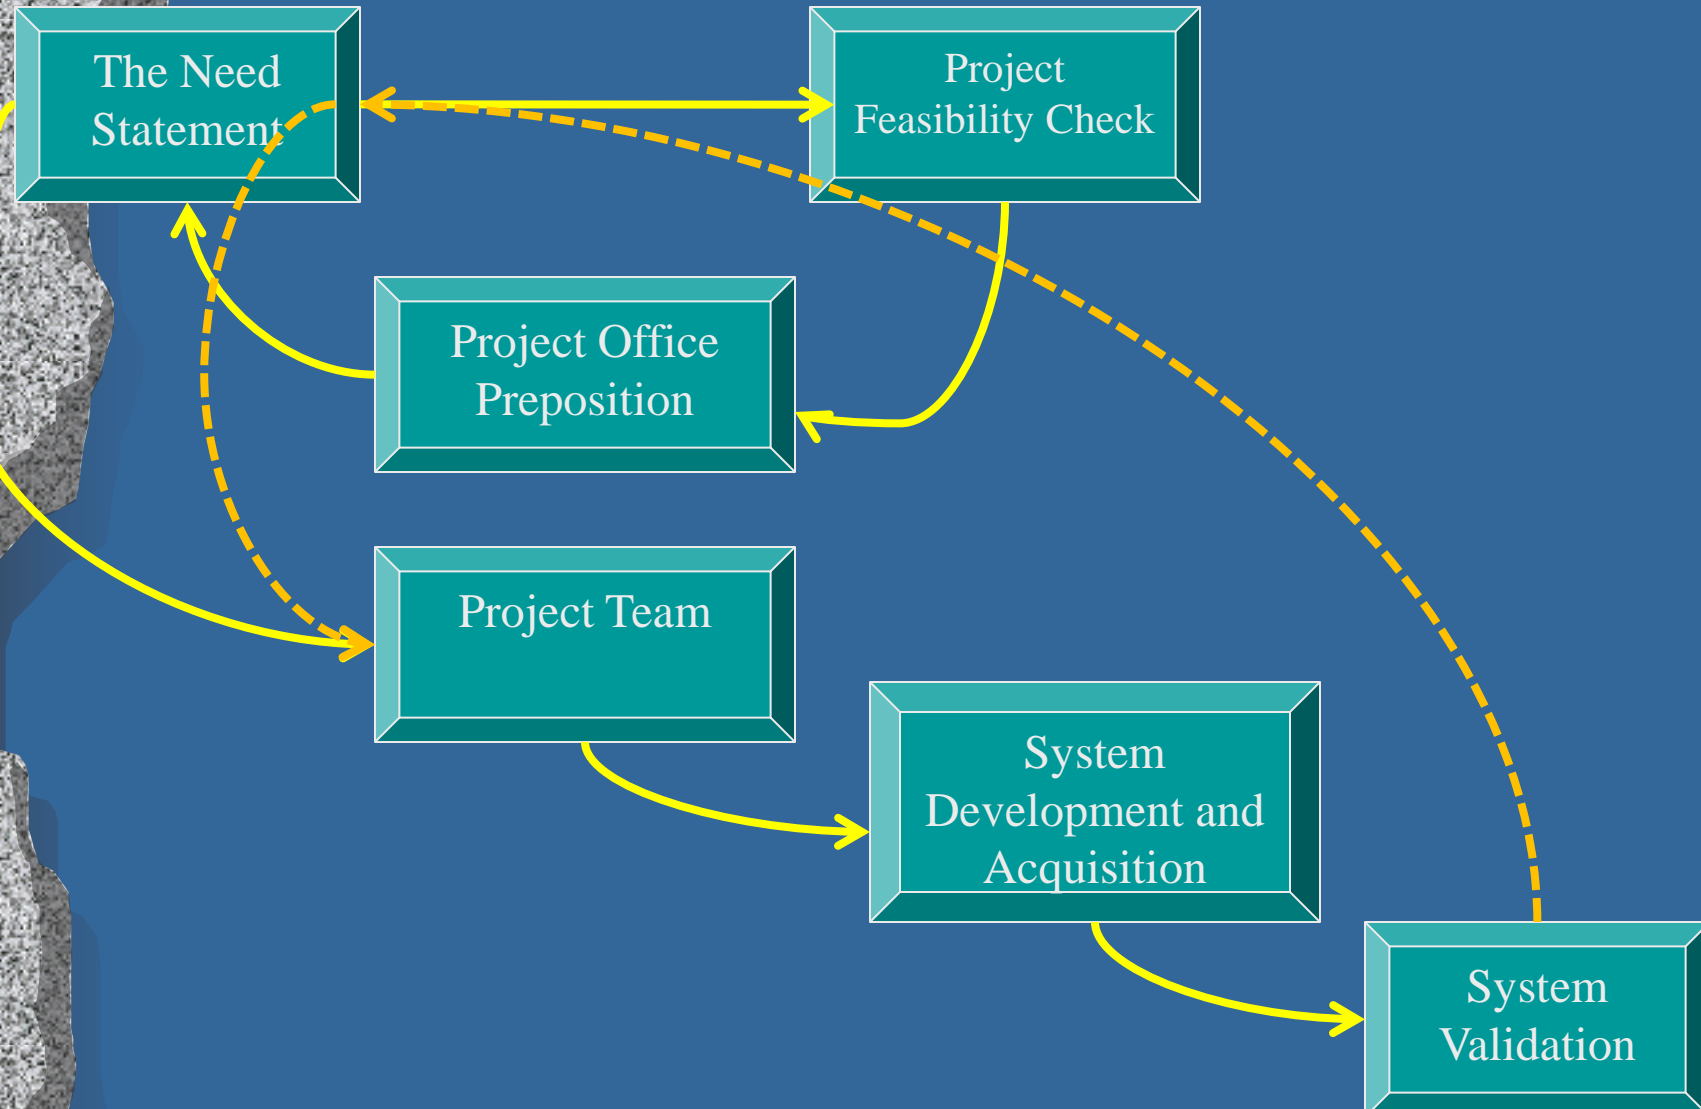 The Need
Statement
Project
Feasibility Check
Project Office
Preposition
Project Team
System
Development and
Acquisition
System
Validation